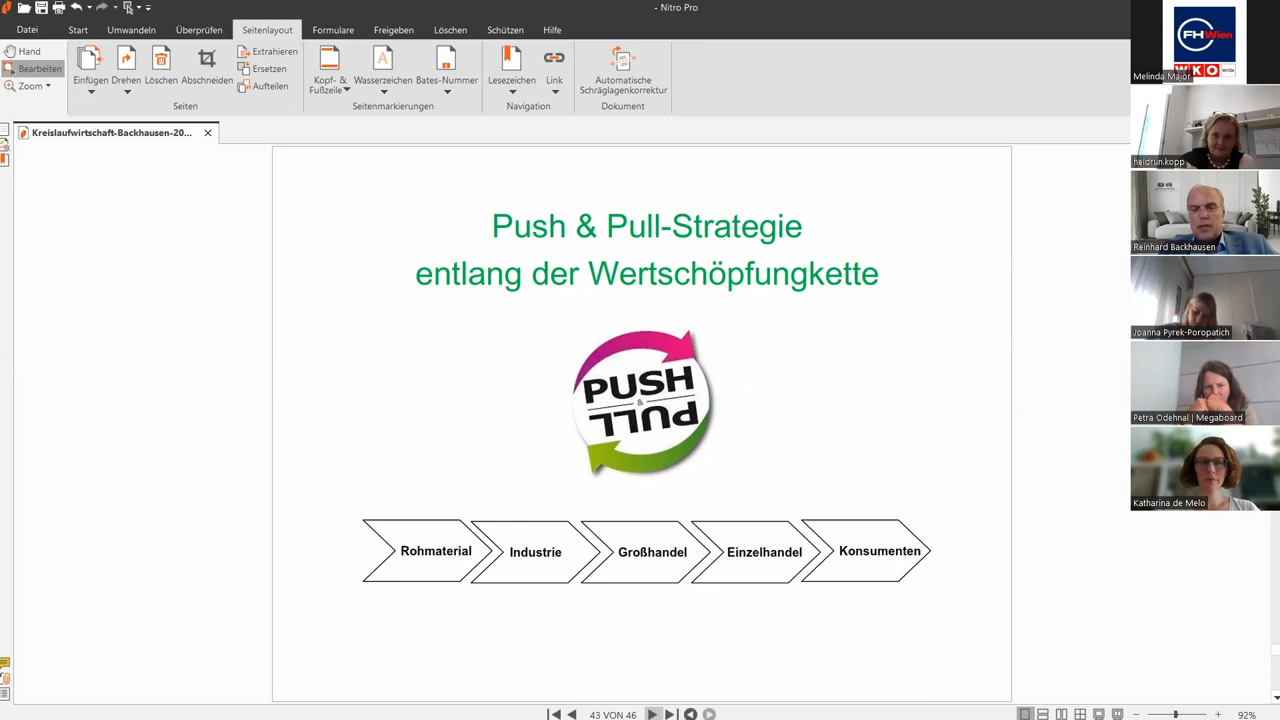 - Nitro Pro
Datei
Start
Umwandeln
Überprüfen
Seitenlayout
Formulare
Freigeben
Löschen
Schützen
Hilfe
Hand
Bearbeiten
Zoom
Einfügen
Drehen
Löschen
Abschneiden
Extrahieren
Ersetzen
Aufteilen
Seiten
Kopf- &
Fußzeile
Wasserzeichen
Bates-Nummer
Seitenmarkierungen
Lesezeichen
Link
Navigation
Automatische
Schräglagenkorrektur
Dokument
Kreislaufwirtschaft-Backhausen-20...
Push & Pull-Strategie
entlang der Wertschöpfungkette
PUSH
&
PULL
Rohmaterial
Industrie
Großhandel
Einzelhandel
Konsumenten
43 VON 46
92%
FHWien
WKO WIEN
Melinda Major
heidrun.kopp
Reinhard Backhausen
Joanna Pyrek-Poropatich
Petra Odehnal | Megaboard
Katharina de Melo